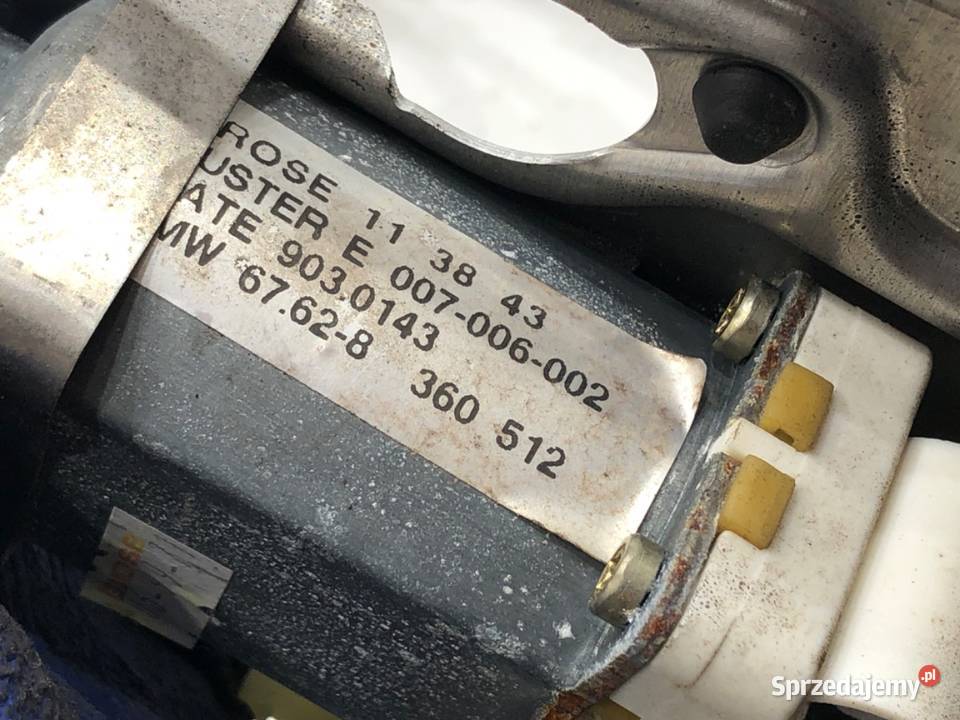 ROSE 11 38 43
USTER E 007-006-002
ATE 903.0143
MW 67.62-8 360 512
Sprzedajemy.pl